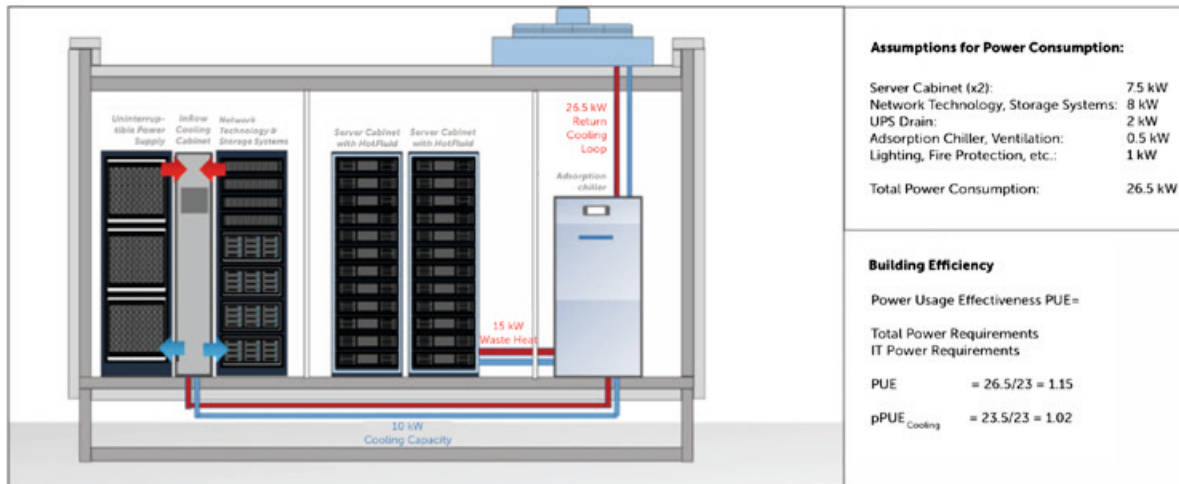 Uninterrup-
tible Power
Supply
InRow
Cooling
Cabinet
Network
Technology &
Storage Systems
Server Cabinet
with HotFluid
Server Cabinet
with HotFluid
26.5 kW
Return
Cooling
Loop
Adsorption
chiller
15 kW
Waste Heat
10 kW
Cooling Capacity
Assumptions for Power Consumption:
Server Cabinet (x2): 7.5 kW
Network Technology, Storage Systems: 8 kW
UPS Drain: 2 kW
Adsorption Chiller, Ventilation: 0.5 kW
Lighting, Fire Protection, etc.: 1 kW
Total Power Consumption: 26.5 kW
Building Efficiency
Power Usage Effectiveness PUE=
Total Power Requirements
IT Power Requirements
PUE = 26.5/23 = 1.15
pPUE Cooling = 23.5/23 = 1.02